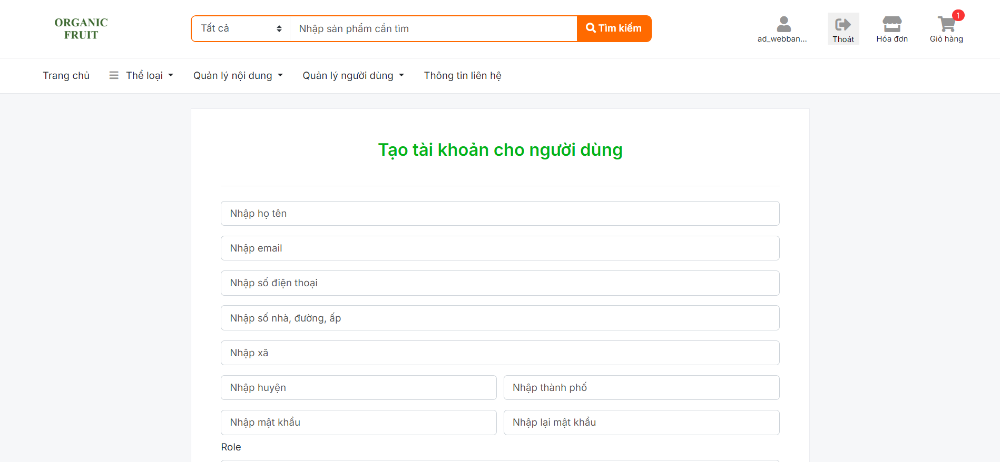 ORGANIC
FRUIT
Tất cả
Nhập sản phẩm cần tìm
Tìm kiếm
ad_webban...
Thoát
Hóa đơn
1
Giỏ hàng
Trang chủ
Thể loại
Quản lý nội dung
Quản lý người dùng
Thông tin liên hệ
Tạo tài khoản cho người dùng
Nhập họ tên
Nhập email
Nhập số điện thoại
Nhập số nhà, đường, ấp
Nhập xã
Nhập huyện
Nhập thành phố
Nhập mật khẩu
Nhập lại mật khẩu
Role